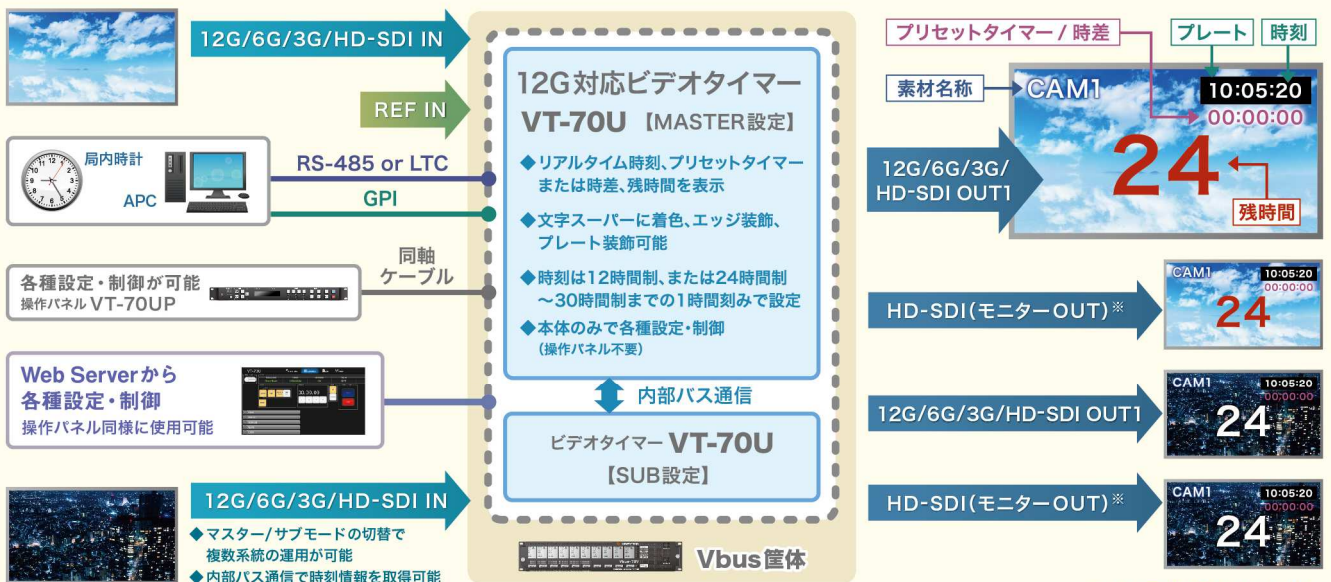 12G/6G/3G/HD-SDI IN
REF IN
局内時計
APC
RS-485 or LTC
GPI
各種設定・制御が可能
操作パネル VT-70UP
同軸
ケーブル
Web Serverから
各種設定・制御
操作パネル同様に使用可能
12G/6G/3G/HD-SDI IN
◆マスター/サブモードの切替で
複数系統の運用が可能
◆内部バス通信で時刻情報を取得可能
12G対応ビデオタイマー
VT-70U 【MASTER設定】
◆リアルタイム時刻、プリセットタイマー
または時差、残時間を表示
◆文字スーパーに着色、エッジ装飾、
プレート装飾可能
◆時刻は12時間制、または24時間制
～30時間制までの1時間刻みで設定
◆本体のみで各種設定・制御
(操作パネル不要)
内部バス通信
ビデオタイマー VT-70U
【SUB設定】
Vbus筐体
プリセットタイマー / 時差
プレート
時刻
素材名称
CAM1
10:05:20
00:00:00
24
残時間
12G/6G/3G/
HD-SDI OUT1
HD-SDI(モニターOUT)※
CAM1
10:05:20
00:00:00
24
12G/6G/3G/HD-SDI OUT1
CAM1
10:05:20
00:00:00
24
HD-SDI(モニターOUT)※
CAM1
10:05:20
00:00:00
24